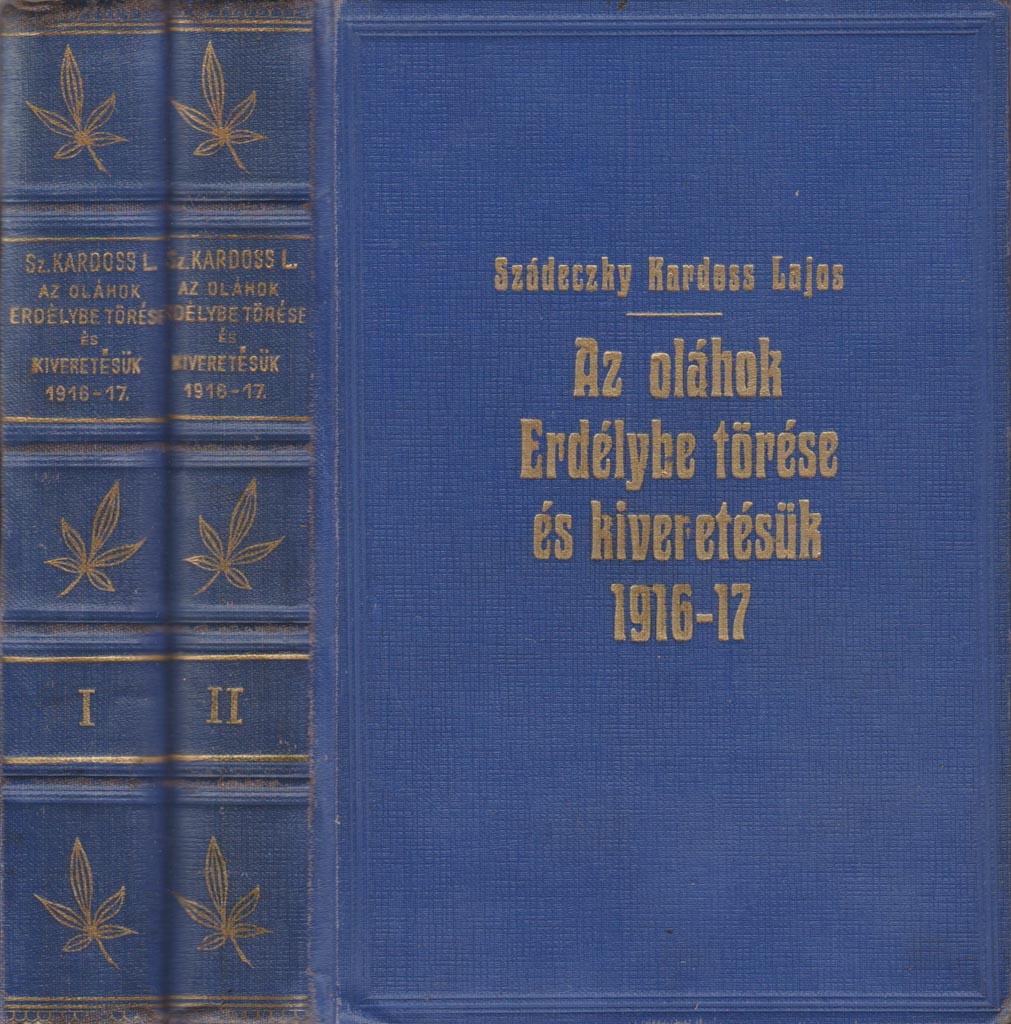 Sz. KARDOSS L.
AZ OLÁHOK
ERDÉLYBE TÖRÉSE
ÉS
KIVERETÉSÜK
1916-17.
I
Sz. KARDOSS L.
AZ OLÁHOK
ERDÉLYBE TÖRÉSE
ÉS
KIVERETÉSÜK
1916-17.
II
Szádeczky Kardoss Lajos
Az oláhok
Erdélybe törése
és kiveretésük
1916-17